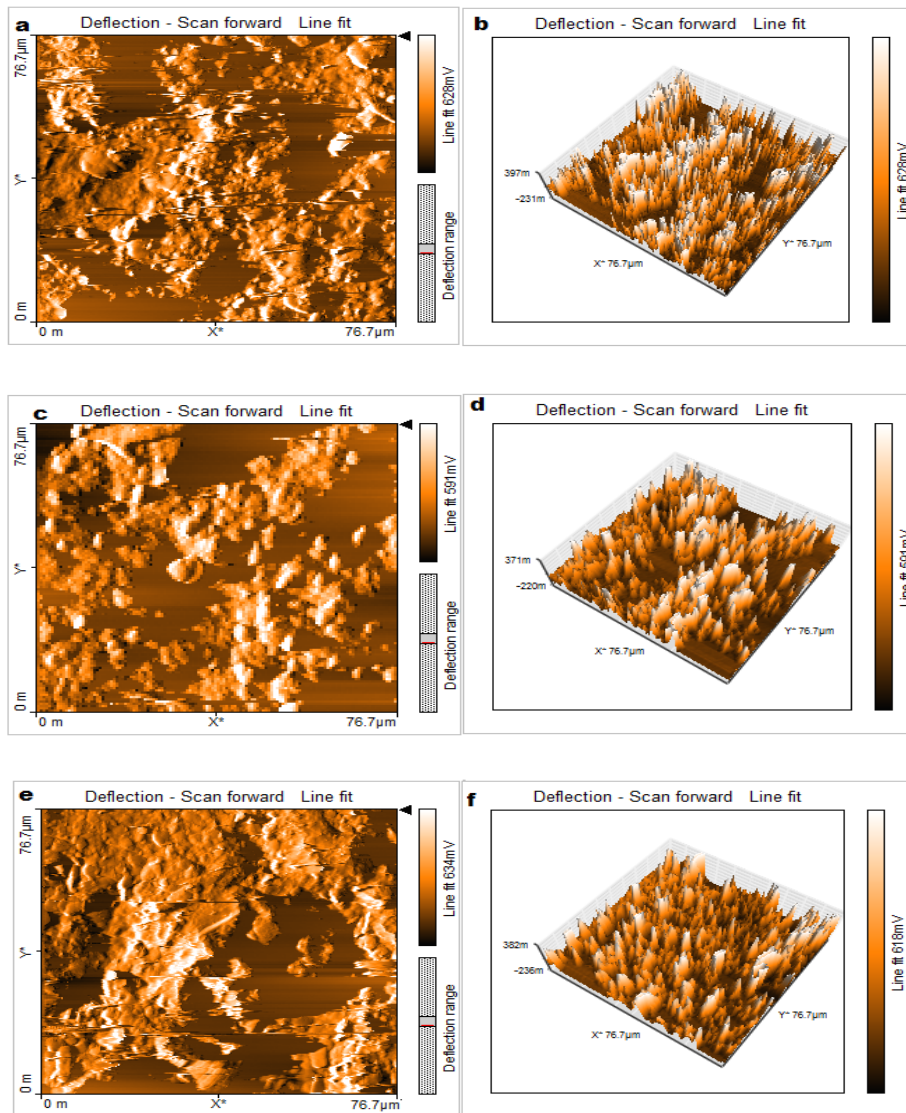 a
Deflection - Scan forward Line fit
76.7µm
Y*
0 m
0 m
X*
76.7µm
Line fit 628mV
Deflection range
b
Deflection - Scan forward Line fit
397m
-231m
X* 76.7µm
Y* 76.7µm
Line fit 628mV
c
Deflection - Scan forward Line fit
76.7µm
Y*
0 m
0 m
X*
76.7µm
Line fit 591mV
Deflection range
d
Deflection - Scan forward Line fit
371m
-220m
X* 76.7µm
Y* 76.7µm
Line fit 591mV
e
Deflection - Scan forward Line fit
76.7µm
Y*
0 m
0 m
X*
76.7µm
Line fit 634mV
Deflection range
f
Deflection - Scan forward Line fit
382m
-236m
X* 76.7µm
Y* 76.7µm
Line fit 618mV